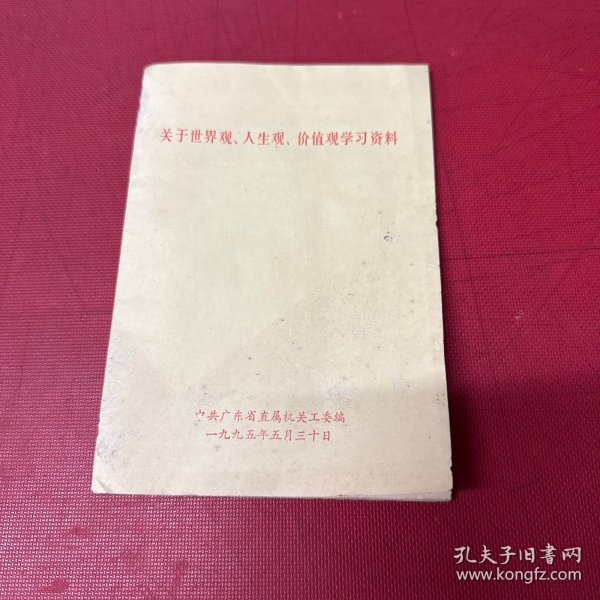 关于世界观、人生观、价值观学习资料
中共广东省直属机关工委编
一九九五年五月三十日
孔夫子旧書网
www.kongfz.com